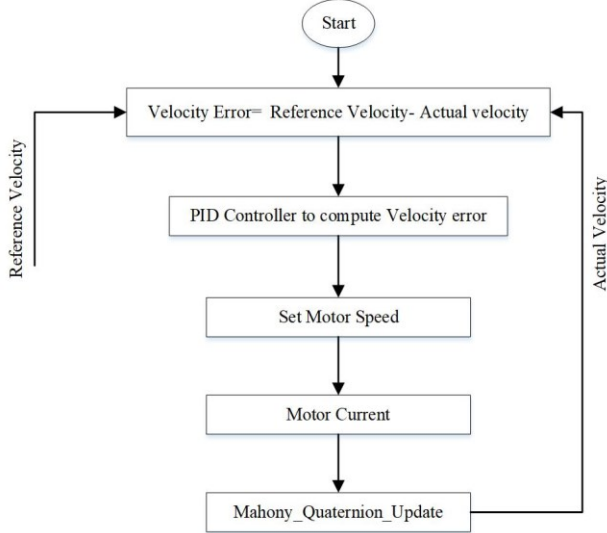 Start
Velocity Error=  Reference Velocity- Actual velocity
Reference Velocity
Actual Velocity
PID Controller to compute Velocity error
Set Motor Speed
Motor Current
Mahony_Quaternion_Update